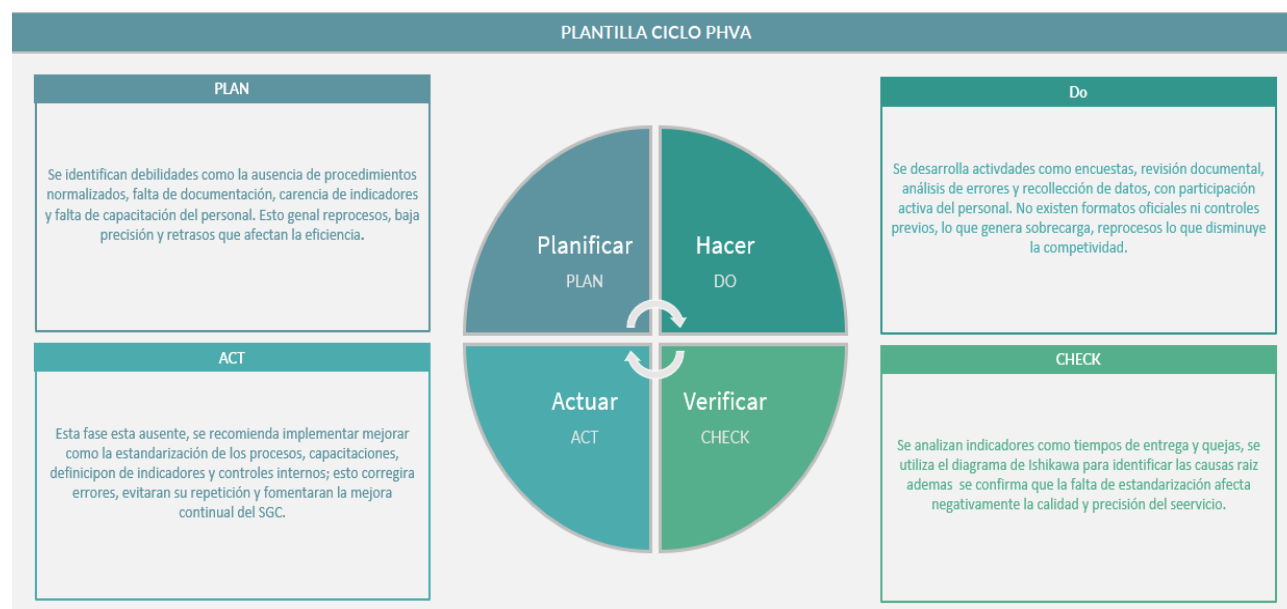 PLANTILLA CICLO PHVA
PLAN
Se identifican debilidades como la ausencia de procedimientos
normalizados, falta de documentación, carencia de indicadores
y falta de capacitación del personal. Esto genal reprocesos, baja
precisión y retrasos que afectan la eficiencia.
Do
Se desarrolla activdades como encuestas, revisión documental,
análisis de errores y recollección de datos, con participación
activa del personal. No existen formatos oficiales ni controles
previos, lo que genera sobrecarga, reprocesos lo que disminuye
la competividad.
Planificar
PLAN
Hacer
DO
Actuar
ACT
Verificar
CHECK
ACT
Esta fase esta ausente, se recomienda implementar mejorar
como la estandarización de los procesos, capacitaciones,
definicipon de indicadores y controles internos; esto corregira
errores, evitaran su repetición y fomentaran la mejora
continual del SGC.
CHECK
Se analizan indicadores como tiempos de entrega y quejas, se
utiliza el diagrama de Ishikawa para identificar las causas raiz
ademas se confirma que la falta de estandarización afecta
negativamente la calidad y precisión del seervicio.